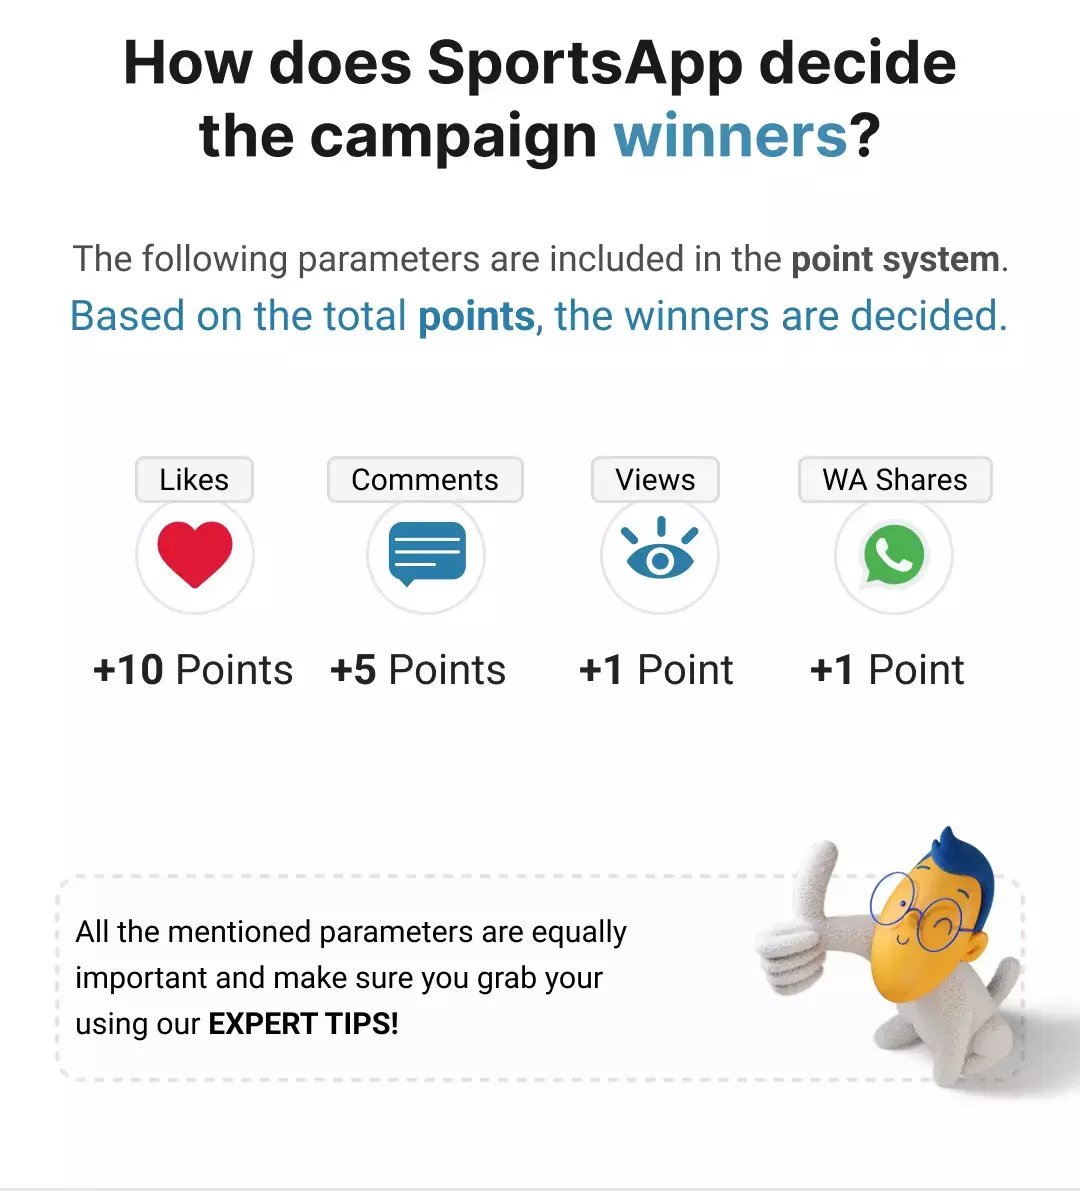 How does SportsApp decide
the campaign winners?
The following parameters are included in the point system.
Based on the total points, the winners are decided.
Likes
Comments
Views
WA Shares
+10 Points
+5 Points
+1 Point
+1 Point
All the mentioned parameters are equally
important and make sure you grab your
using our EXPERT TIPS!